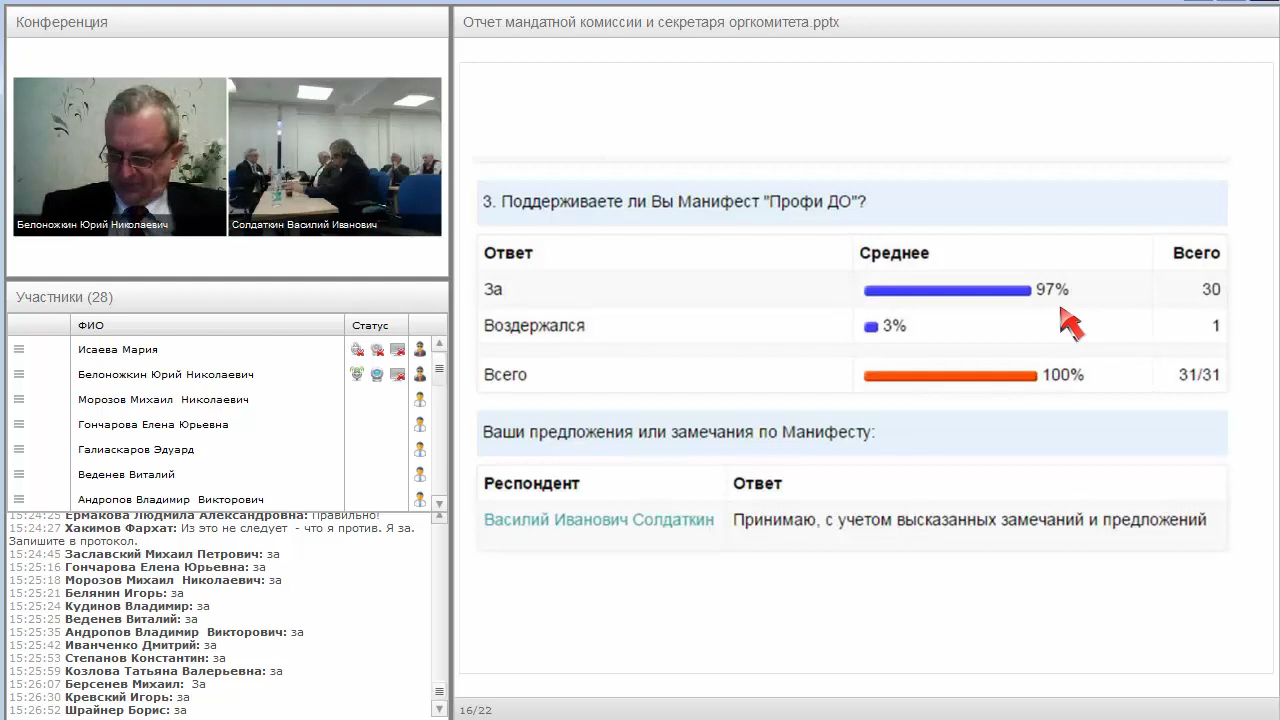 Конференция
Белоножкин Юрий Николаевич
Солдаткин Василий Иванович
Участники (28)
ФИО Статус
Исаева Мария
Белоножкин Юрий Николаевич
Морозов Михаил Николаевич
Гончарова Елена Юрьевна
Галиаскаров Эдуард
Веденев Виталий
Андропов Владимир Викторович
15:24:25 Ермакова Людмила Александровна: Правильно!
15:24:27 Хакимов Фархат: Из это не следует - что я против. Я за.
Запишите в протокол.
15:24:45 Заславский Михаил Петрович: за
15:25:16 Гончарова Елена Юрьевна: за
15:25:18 Морозов Михаил Николаевич: за
15:25:21 Белянин Игорь: за
15:25:24 Кудинов Владимир: за
15:25:25 Веденев Виталий: за
15:25:35 Андропов Владимир Викторович: за
15:25:42 Иванченко Дмитрий: за
15:25:53 Степанов Константин: за
15:25:59 Козлова Татьяна Валерьевна: за
15:26:07 Берсенев Михаил: За
15:26:30 Кревский Игорь: за
15:26:52 Шрайнер Борис: за
Отчет мандатной комиссии и секретаря оргкомитета.pptx
3. Поддерживаете ли Вы Манифест "Профи ДО"?
Ответ Среднее Всего
За 97% 30
Воздержался 3% 1
Всего 100% 31/31
Ваши предложения или замечания по Манифесту:
Респондент Ответ
Василий Иванович Солдаткин Принимаю, с учетом высказанных замечаний и предложений
16/22